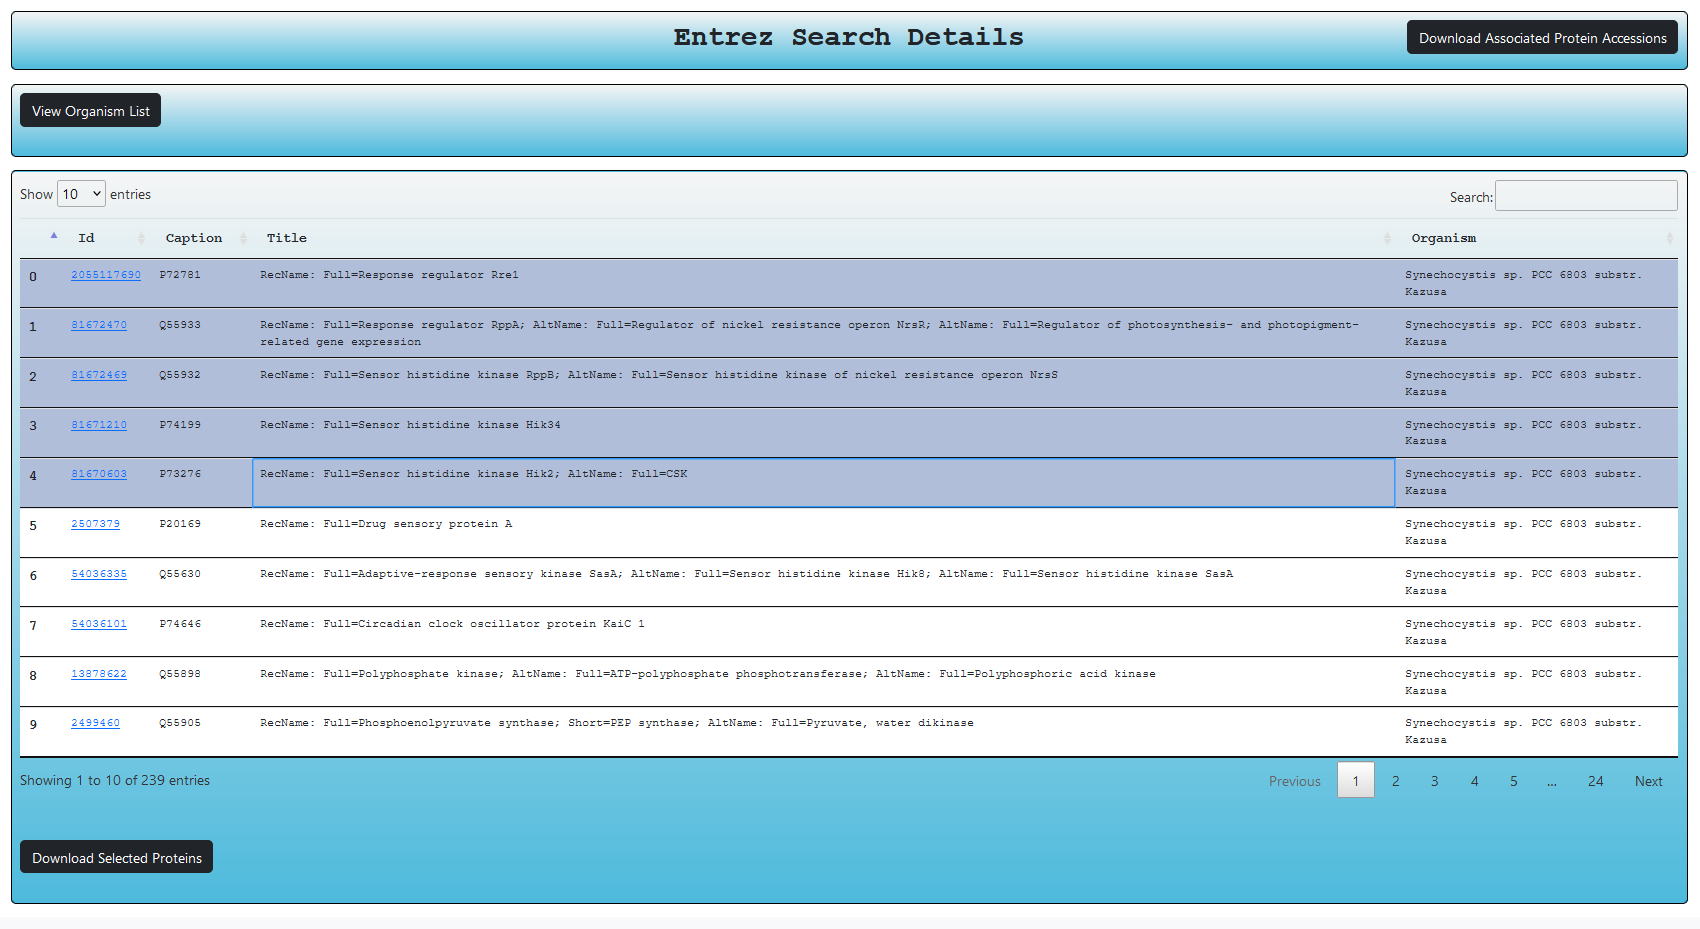 Entrez Search Details
Download Associated Protein Accessions
View Organism List
Show 10 entries
Search:
Id Caption Title Organism
0 2055117690 P72781 RecName: Full=Response regulator Rre1 Synechocystis sp. PCC 6803 substr.
Kazusa
1 81672470 Q55933 RecName: Full=Response regulator RppA; AltName: Full=Regulator of nickel resistance operon NrsR; AltName: Full=Regulator of photosynthesis- and photopigment- Synechocystis sp. PCC 6803 substr.
related gene expression Kazusa
2 81672469 Q55932 RecName: Full=Sensor histidine kinase RppB; AltName: Full=Sensor histidine kinase of nickel resistance operon NrsS Synechocystis sp. PCC 6803 substr.
Kazusa
3 81671210 P74199 RecName: Full=Sensor histidine kinase Hik34 Synechocystis sp. PCC 6803 substr.
Kazusa
4 81670603 P73276 RecName: Full=Sensor histidine kinase Hik2; AltName: Full=CSK Synechocystis sp. PCC 6803 substr.
Kazusa
5 2507379 P20169 RecName: Full=Drug sensory protein A Synechocystis sp. PCC 6803 substr.
Kazusa
6 54036335 Q55630 RecName: Full=Adaptive-response sensory kinase SasA; AltName: Full=Sensor histidine kinase Hik8; AltName: Full=Sensor histidine kinase SasA Synechocystis sp. PCC 6803 substr.
Kazusa
7 54036101 P74646 RecName: Full=Circadian clock oscillator protein KaiC 1 Synechocystis sp. PCC 6803 substr.
Kazusa
8 13878622 Q55898 RecName: Full=Polyphosphate kinase; AltName: Full=ATP-polyphosphate phosphotransferase; AltName: Full=Polyphosphoric acid kinase Synechocystis sp. PCC 6803 substr.
Kazusa
9 2499460 Q55905 RecName: Full=Phosphoenolpyruvate synthase; Short=PEP synthase; AltName: Full=Pyruvate, water dikinase Synechocystis sp. PCC 6803 substr.
Kazusa
Showing 1 to 10 of 239 entries
Previous 1 2 3 4 5 ... 24 Next
Download Selected Proteins